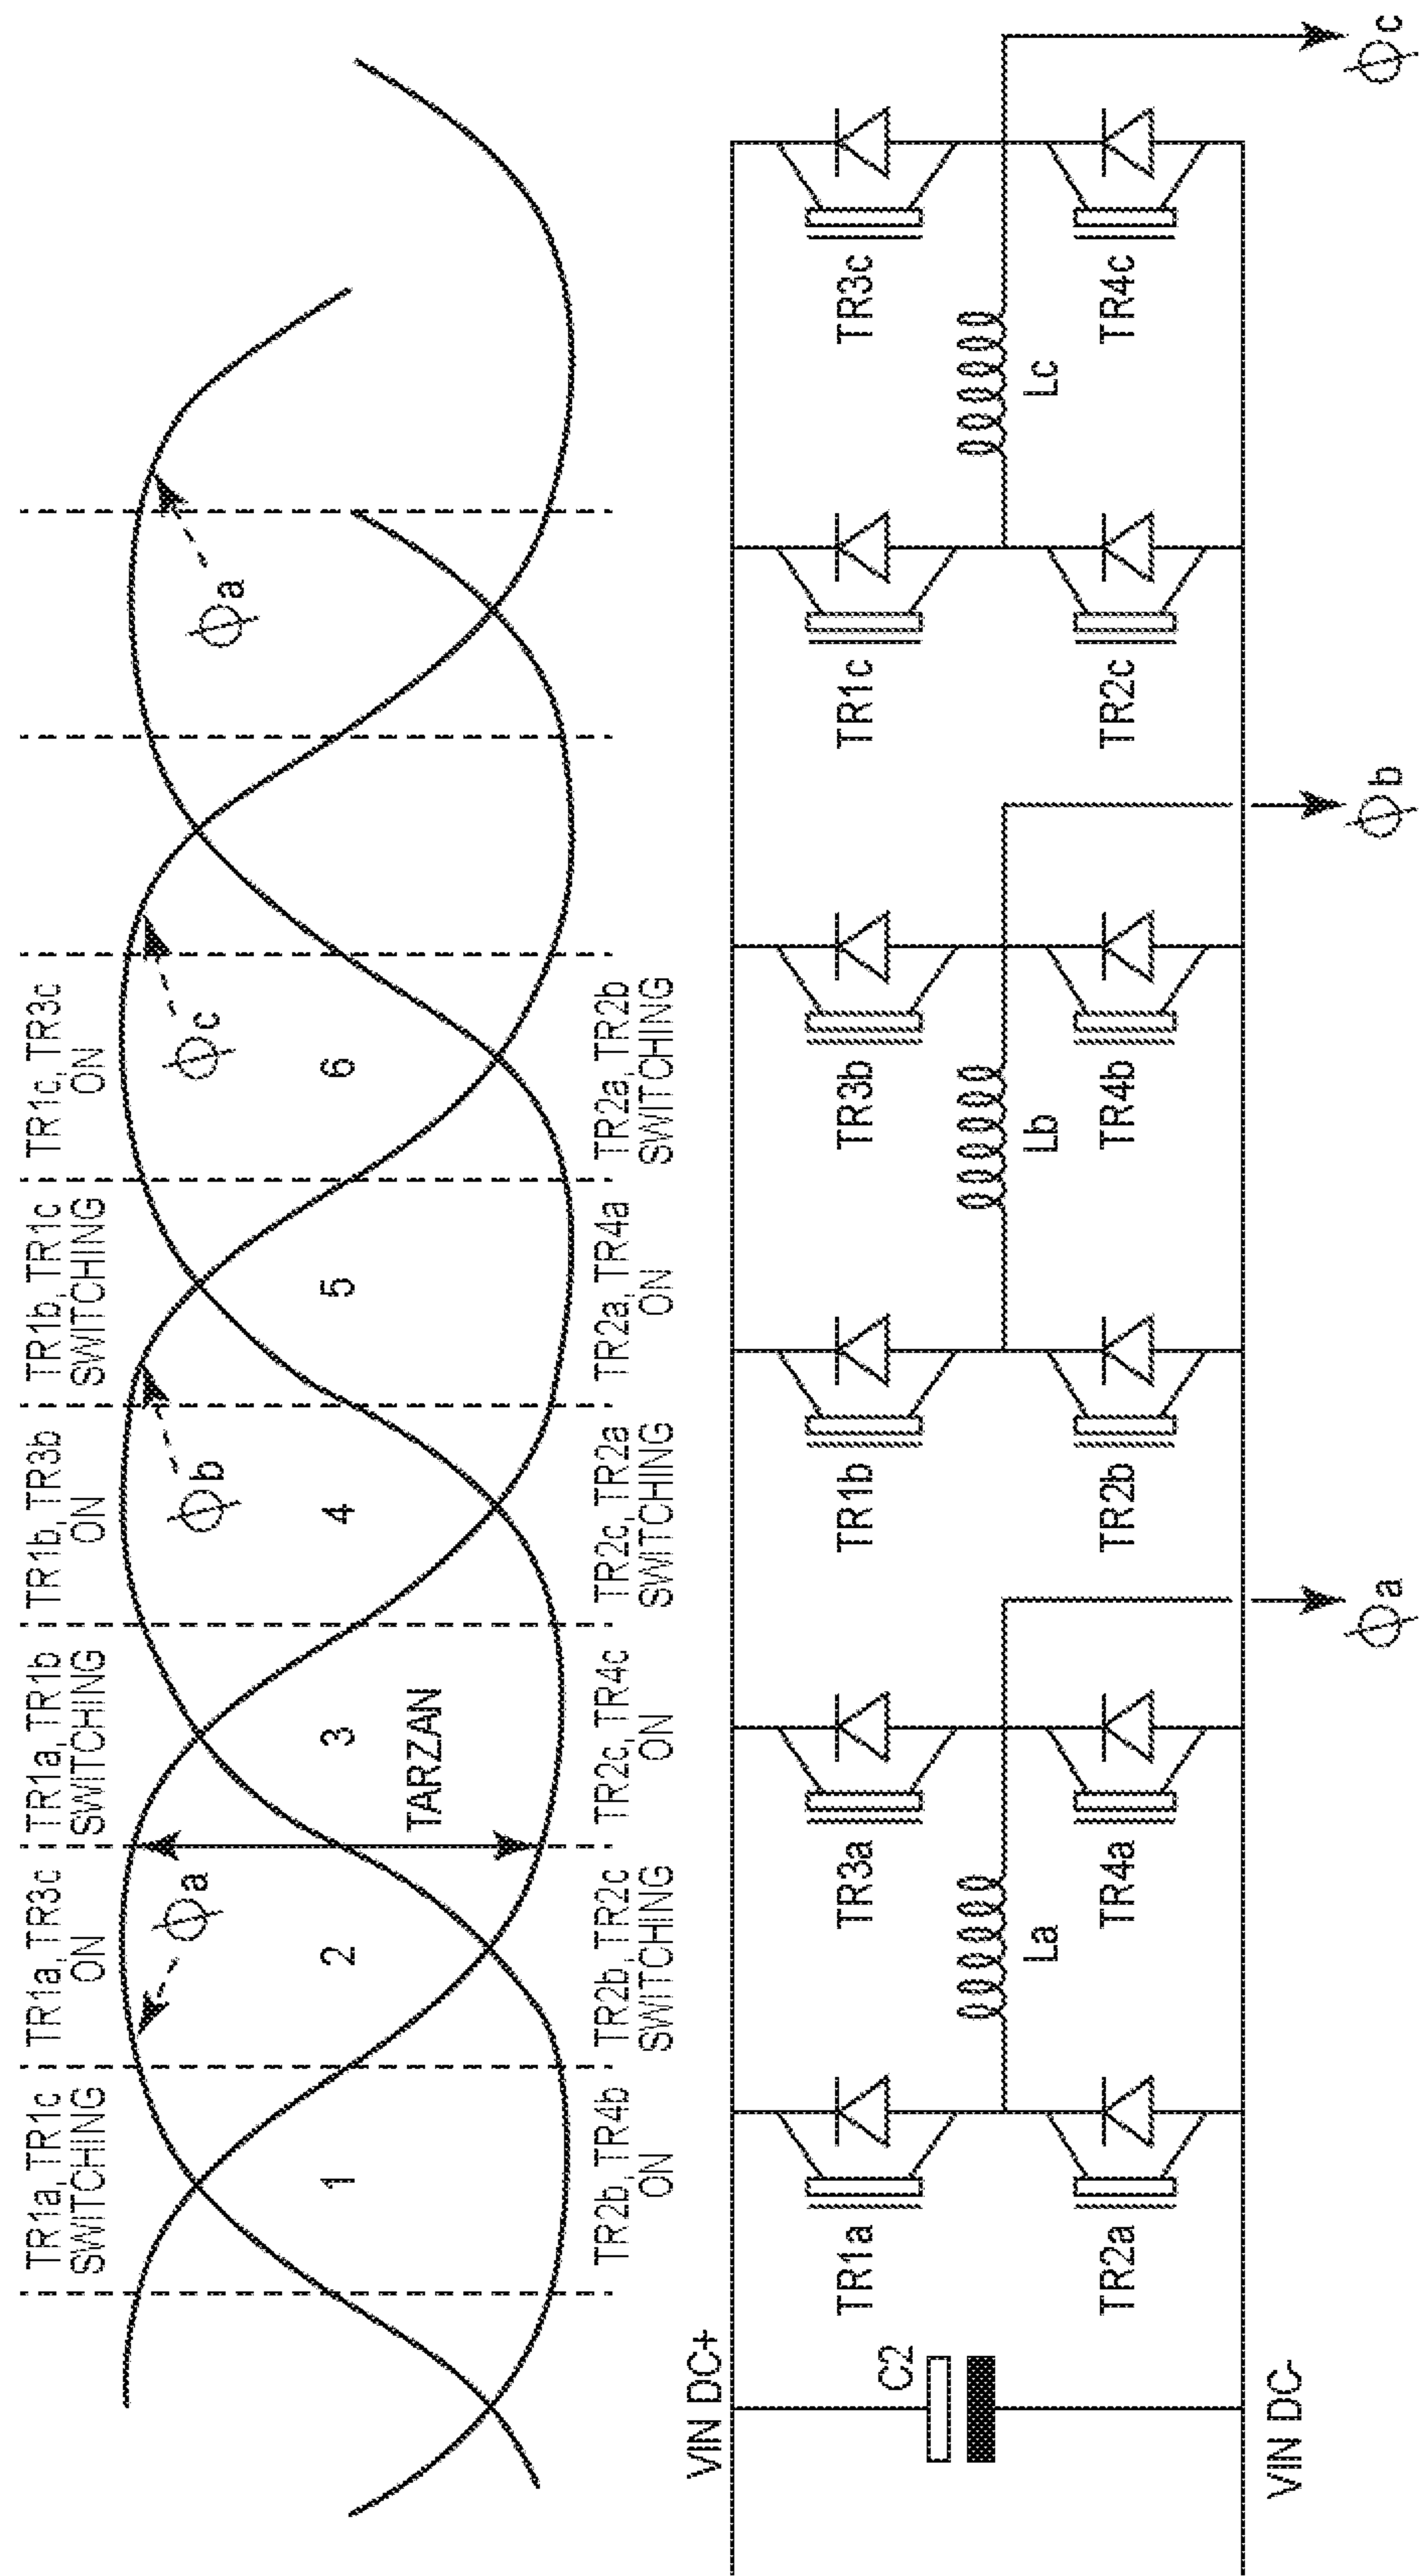 TR1a, TR1c
SWITCHING
TR1a, TR3c
ON
TR1a, TR1b
SWITCHING
TR1b, TR3b
ON
TR1b, TR1c
SWITCHING
TR1c, TR3c
ON
ϕa
ϕb
ϕc
ϕa
1
2
3
4
5
6
TARZAN
TR2b, TR4b
ON
TR2b, TR2c
SWITCHING
TR2c, TR4c
ON
TR2c, TR2a
SWITCHING
TR2a, TR4a
ON
TR2a, TR2b
SWITCHING
VIN DC+
C2
TR1a
TR3a
TR1b
TR3b
TR1c
TR3c
La
Lb
Lc
TR2a
TR4a
TR2b
TR4b
TR2c
TR4c
VIN DC-
ϕa
ϕb
ϕc